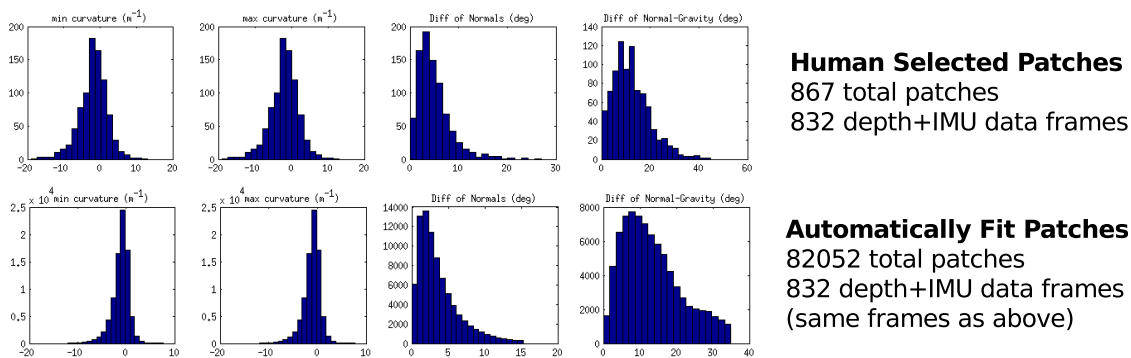 min curvature (m⁻¹)
200
150
100
50
0
−20 −10 0 10 20
max curvature (m⁻¹)
200
150
100
50
0
−20 −10 0 10 20
Diff of Normals (deg)
200
150
100
50
0
0 10 20 30
Diff of Normal-Gravity (deg)
140
120
100
80
60
40
20
0
0 20 40 60
Human Selected Patches
867 total patches
832 depth+IMU data frames
x 10⁴ min curvature (m⁻¹)
2.5
2
1.5
1
0.5
0
−20 −10 0 10
x 10⁴ max curvature (m⁻¹)
2.5
2
1.5
1
0.5
0
−20 −10 0 10
Diff of Normals (deg)
14000
12000
10000
8000
6000
4000
2000
0
0 5 10 15 20
Diff of Normal-Gravity (deg)
8000
6000
4000
2000
0
0 10 20 30 40
Automatically Fit Patches
82052 total patches
832 depth+IMU data frames
(same frames as above)